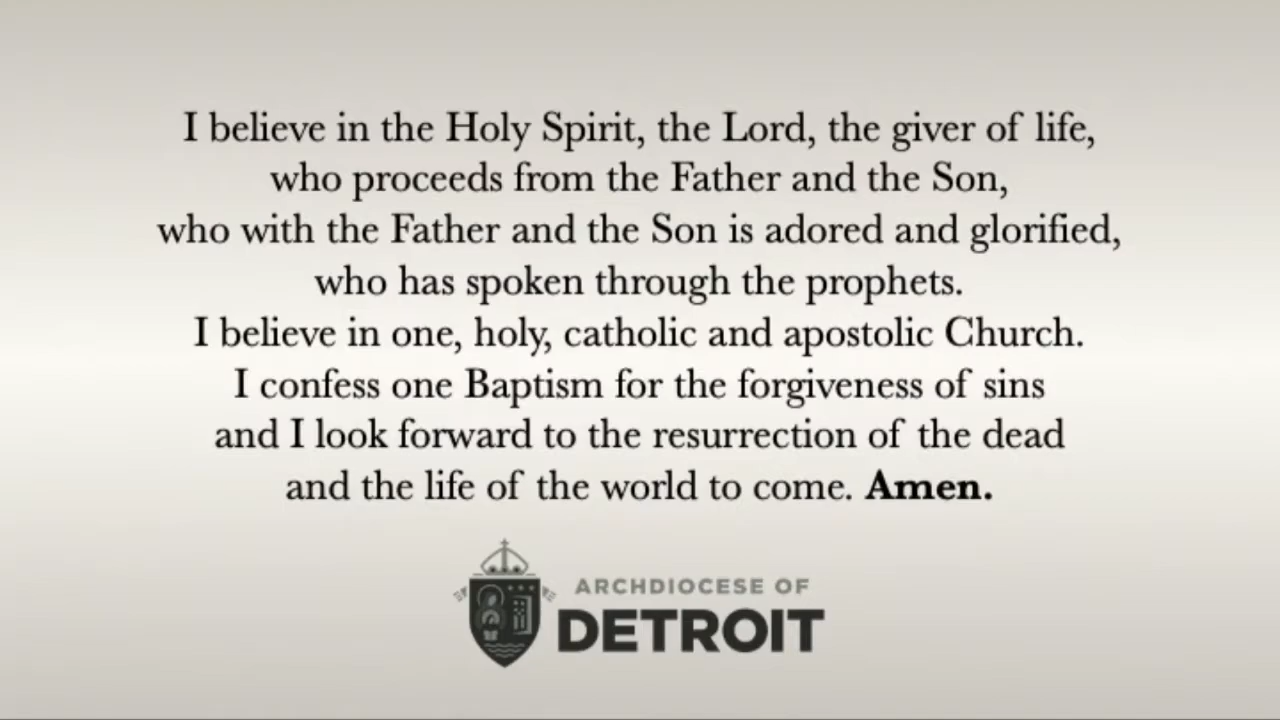 I believe in the Holy Spirit, the Lord, the giver of life,
who proceeds from the Father and the Son,
who with the Father and the Son is adored and glorified,
who has spoken through the prophets.
I believe in one, holy, catholic and apostolic Church.
I confess one Baptism for the forgiveness of sins
and I look forward to the resurrection of the dead
and the life of the world to come. Amen.
ARCHDIOCESE OF
DETROIT